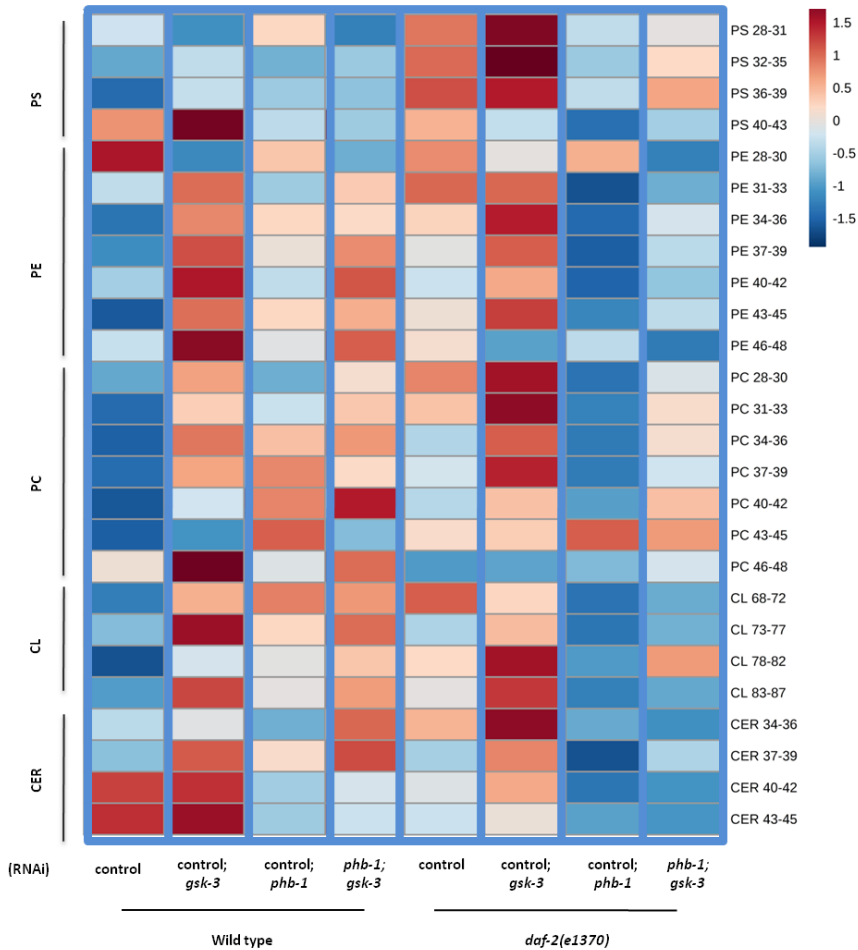 PS 28-31
PS 32-35
PS 36-39
PS 40-43
PE 28-30
PE 31-33
PE 34-36
PE 37-39
PE 40-42
PE 43-45
PE 46-48
PC 28-30
PC 31-33
PC 34-36
PC 37-39
PC 40-42
PC 43-45
PC 46-48
CL 68-72
CL 73-77
CL 78-82
CL 83-87
CER 34-36
CER 37-39
CER 40-42
CER 43-45
1.5
1
0.5
0
-0.5
-1
-1.5
PS
PE
PC
CL
CER
(RNAi)
control
control;
gsk-3
control;
phb-1
phb-1;
gsk-3
control
control;
gsk-3
control;
phb-1
phb-1;
gsk-3
Wild type
daf-2(e1370)